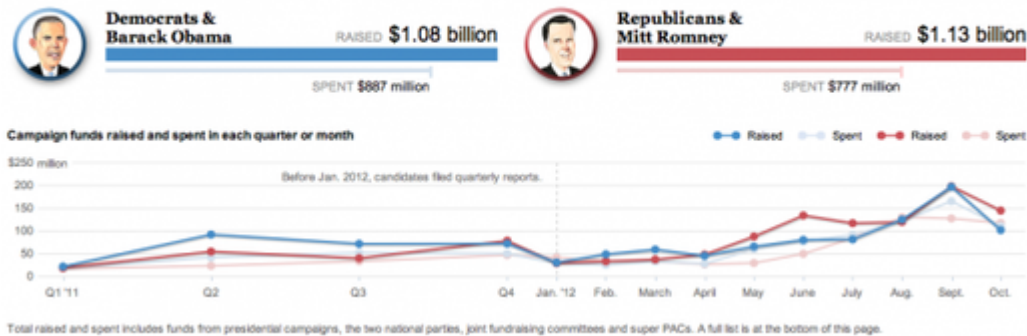 Democrats &
Barack Obama
RAISED $1.08 billion
SPENT $887 million
Republicans &
Mitt Romney
RAISED $1.13 billion
SPENT $777 million
Campaign funds raised and spent in each quarter or month
Raised Spent Raised Spent
$250 million
Before Jan. 2012, candidates filed quarterly reports.
200
150
100
50
0
Q1 '11 Q2 Q3 Q4 Jan. '12 Feb. March April May June July Aug. Sept. Oct.
Total raised and spent includes funds from presidential campaigns, the two national parties, joint fundraising committees and super PACs. A full list is at the bottom of this page.